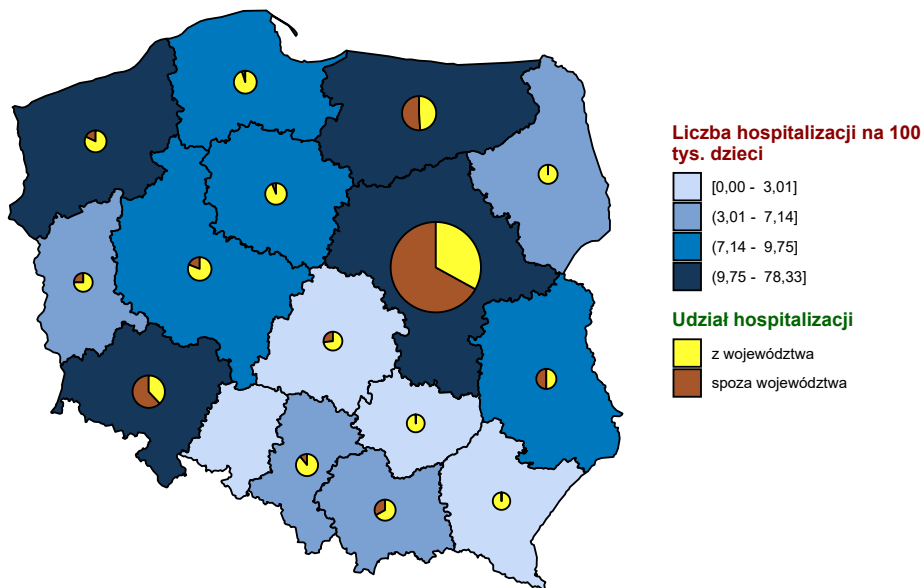 Liczba hospitalizacji na 100
tys. dzieci
[0,00 - 3,01]
(3,01 - 7,14]
(7,14 - 9,75]
(9,75 - 78,33]
Udział hospitalizacji
z województwa
spoza województwa